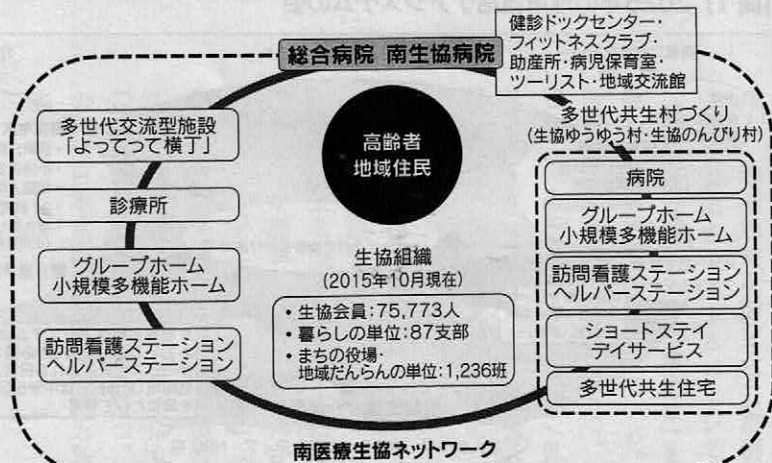 総合病院 南生協病院
健診ドックセンター・
フィットネスクラブ・
助産所・病児保育室・
ツーリスト・地域交流館
多世代交流型施設
「よってって横丁」
診療所
グループホーム
小規模多機能ホーム
訪問看護ステーション
ヘルパーステーション
高齢者
地域住民
生協組織
(2015年10月現在)
・生協会員:75,773人
・暮らしの単位:87支部
・まちの役場・
地域だんらんの単位:1,236班
多世代共生村づくり
(生協ゆうゆう村・生協のんびり村)
病院
グループホーム
小規模多機能ホーム
訪問看護ステーション
ヘルパーステーション
ショートステイ
デイサービス
多世代共生住宅
南医療生協ネットワーク